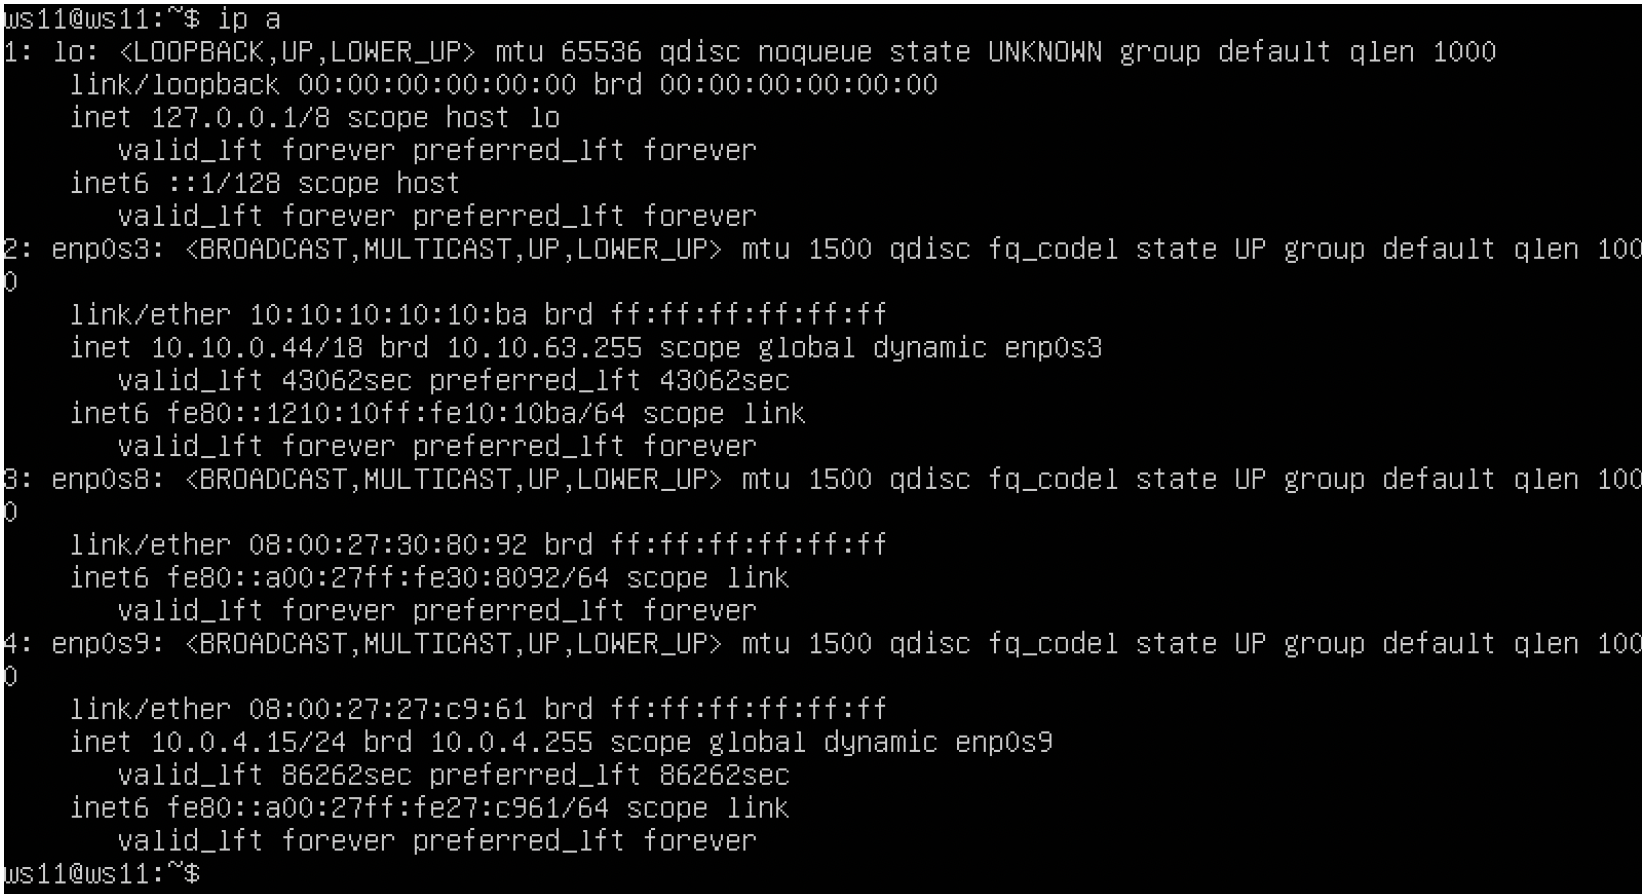 ws11@ws11:~$ ip a
1: lo: <LOOPBACK,UP,LOWER_UP> mtu 65536 qdisc noqueue state UNKNOWN group default qlen 1000
    link/loopback 00:00:00:00:00:00 brd 00:00:00:00:00:00
    inet 127.0.0.1/8 scope host lo
       valid_lft forever preferred_lft forever
    inet6 ::1/128 scope host
       valid_lft forever preferred_lft forever
2: enp0s3: <BROADCAST,MULTICAST,UP,LOWER_UP> mtu 1500 qdisc fq_codel state UP group default qlen 100
0
    link/ether 10:10:10:10:10:ba brd ff:ff:ff:ff:ff:ff
    inet 10.10.0.44/18 brd 10.10.63.255 scope global dynamic enp0s3
       valid_lft 43062sec preferred_lft 43062sec
    inet6 fe80::1210:10ff:fe10:10ba/64 scope link
       valid_lft forever preferred_lft forever
3: enp0s8: <BROADCAST,MULTICAST,UP,LOWER_UP> mtu 1500 qdisc fq_codel state UP group default qlen 100
0
    link/ether 08:00:27:30:80:92 brd ff:ff:ff:ff:ff:ff
    inet6 fe80::a00:27ff:fe30:8092/64 scope link
       valid_lft forever preferred_lft forever
4: enp0s9: <BROADCAST,MULTICAST,UP,LOWER_UP> mtu 1500 qdisc fq_codel state UP group default qlen 100
0
    link/ether 08:00:27:27:c9:61 brd ff:ff:ff:ff:ff:ff
    inet 10.0.4.15/24 brd 10.0.4.255 scope global dynamic enp0s9
       valid_lft 86262sec preferred_lft 86262sec
    inet6 fe80::a00:27ff:fe27:c961/64 scope link
       valid_lft forever preferred_lft forever
ws11@ws11:~$